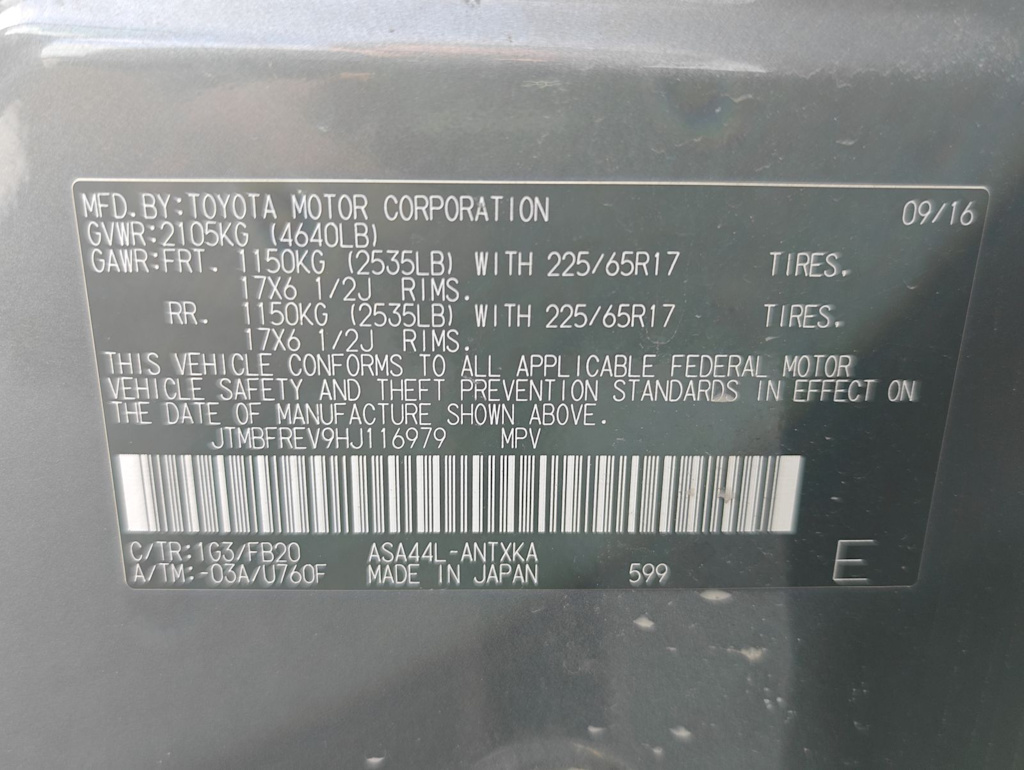 MFD.BY:TOYOTA MOTOR CORPORATION 09/16
GVWR:2105KG (4640LB)
GAWR:FRT. 1150KG (2535LB) WITH 225/65R17 TIRES.
17X6 1/2J RIMS.
RR. 1150KG (2535LB) WITH 225/65R17 TIRES.
17X6 1/2J RIMS.
THIS VEHICLE CONFORMS TO ALL APPLICABLE FEDERAL MOTOR
VEHICLE SAFETY AND THEFT PREVENTION STANDARDS IN EFFECT ON
THE DATE OF MANUFACTURE SHOWN ABOVE.
JTMBFREV9HJ116979 MPV
C/TR:1G3/FB20 ASA44L-ANTXKA
A/TM:-03A/U760F MADE IN JAPAN 599 E